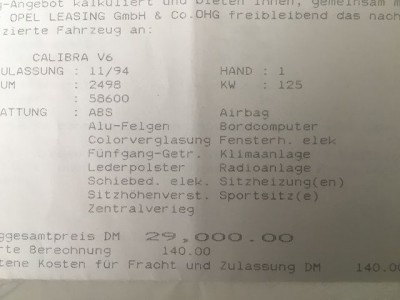 g-Angebot kalkuliert und bieten Ihnen, gemeinsam m
OPEL LEASING GmbH & Co.OHG freibleibend das nach
zierte Fahrzeug an:
CALIBRA V6
ULASSUNG : 11/94 HAND : 1
UM : 2498 KW : 125
: 58600
ATTUNG : ABS Airbag
Alu-Felgen Bordcomputer
Colorverglasung Fensterh. elek
Fünfgang-Getr. Klimaanlage
Lederpolster Radioanlage
Schiebed. elek. Sitzheizung(en)
Sitzhöhenverst. Sportsitz(e)
Zentralverieg
ggesamtpreis DM 29,000.00
rte Berechnung 140.00
tene Kosten für Fracht und Zulassung DM 140.00